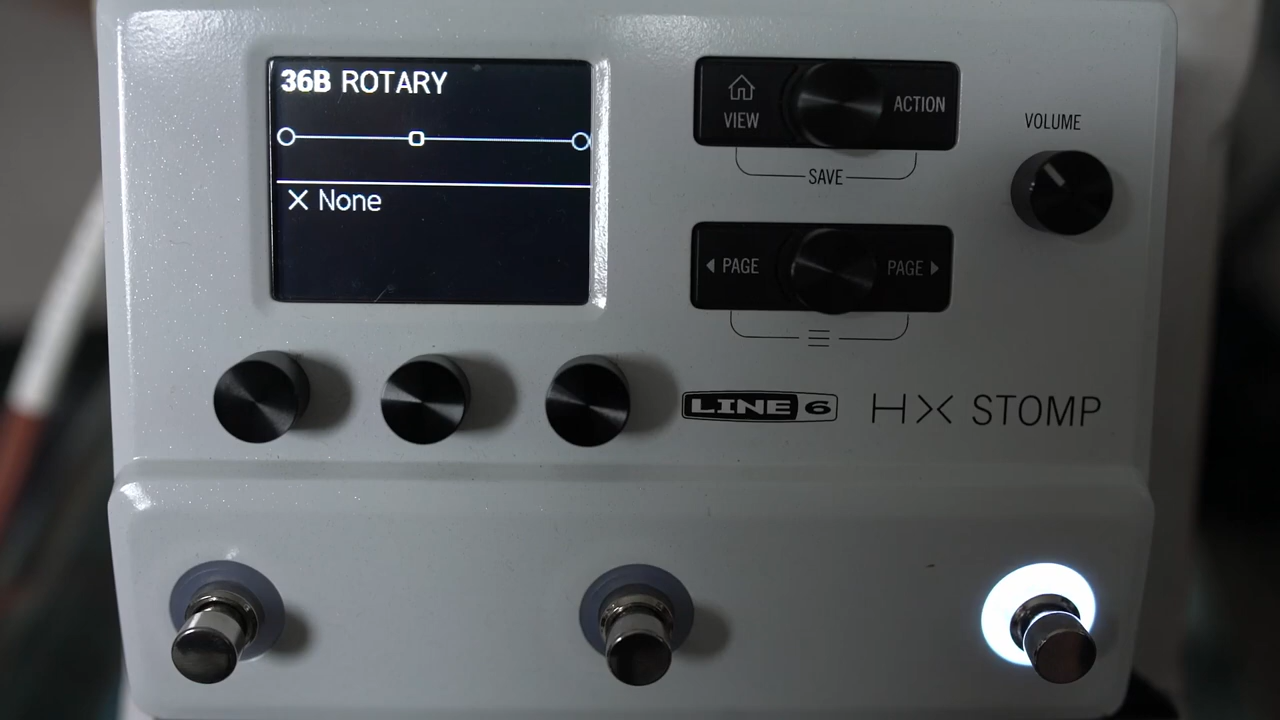 36B ROTARY
None
VIEW
ACTION
SAVE
VOLUME
PAGE
PAGE
LINE 6
HX STOMP